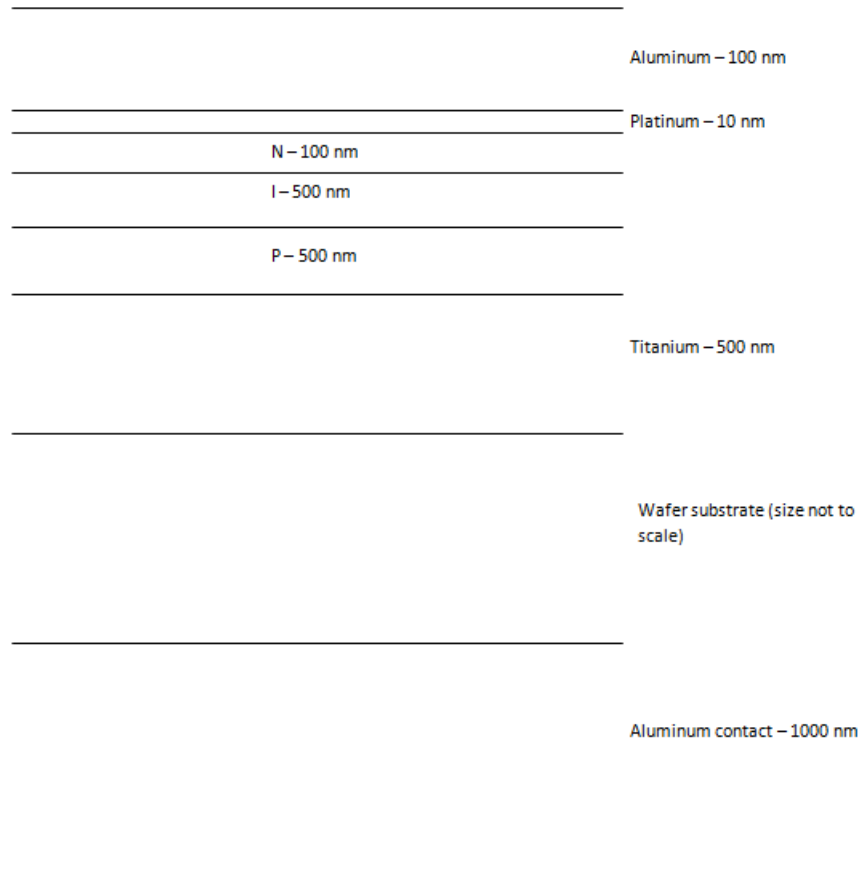 Aluminum – 100 nm
Platinum – 10 nm
N – 100 nm
I – 500 nm
P – 500 nm
Titanium – 500 nm
Wafer substrate (size not to
scale)
Aluminum contact – 1000 nm